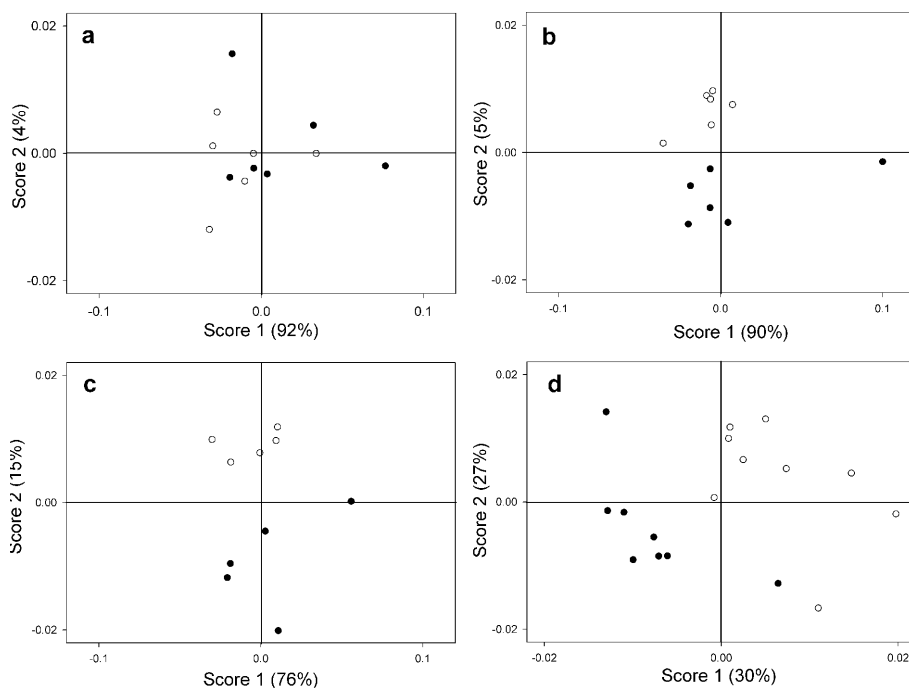 a
0.02
0.00
-0.02
Score 2 (4%)
-0.1
0.0
0.1
Score 1 (92%)
b
0.02
0.00
-0.02
Score 2 (5%)
-0.1
0.0
0.1
Score 1 (90%)
c
0.02
0.00
-0.02
Score 2 (15%)
-0.1
0.0
0.1
Score 1 (76%)
d
0.02
0.00
-0.02
Score 2 (27%)
-0.02
0.00
0.02
Score 1 (30%)